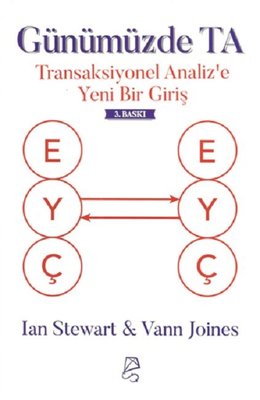 Günümüzde TA
Transaksiyonel Analiz'e
Yeni Bir Giriş
3. BASKI
E E
Y Y
Ç Ç
Ian Stewart & Vann Joines